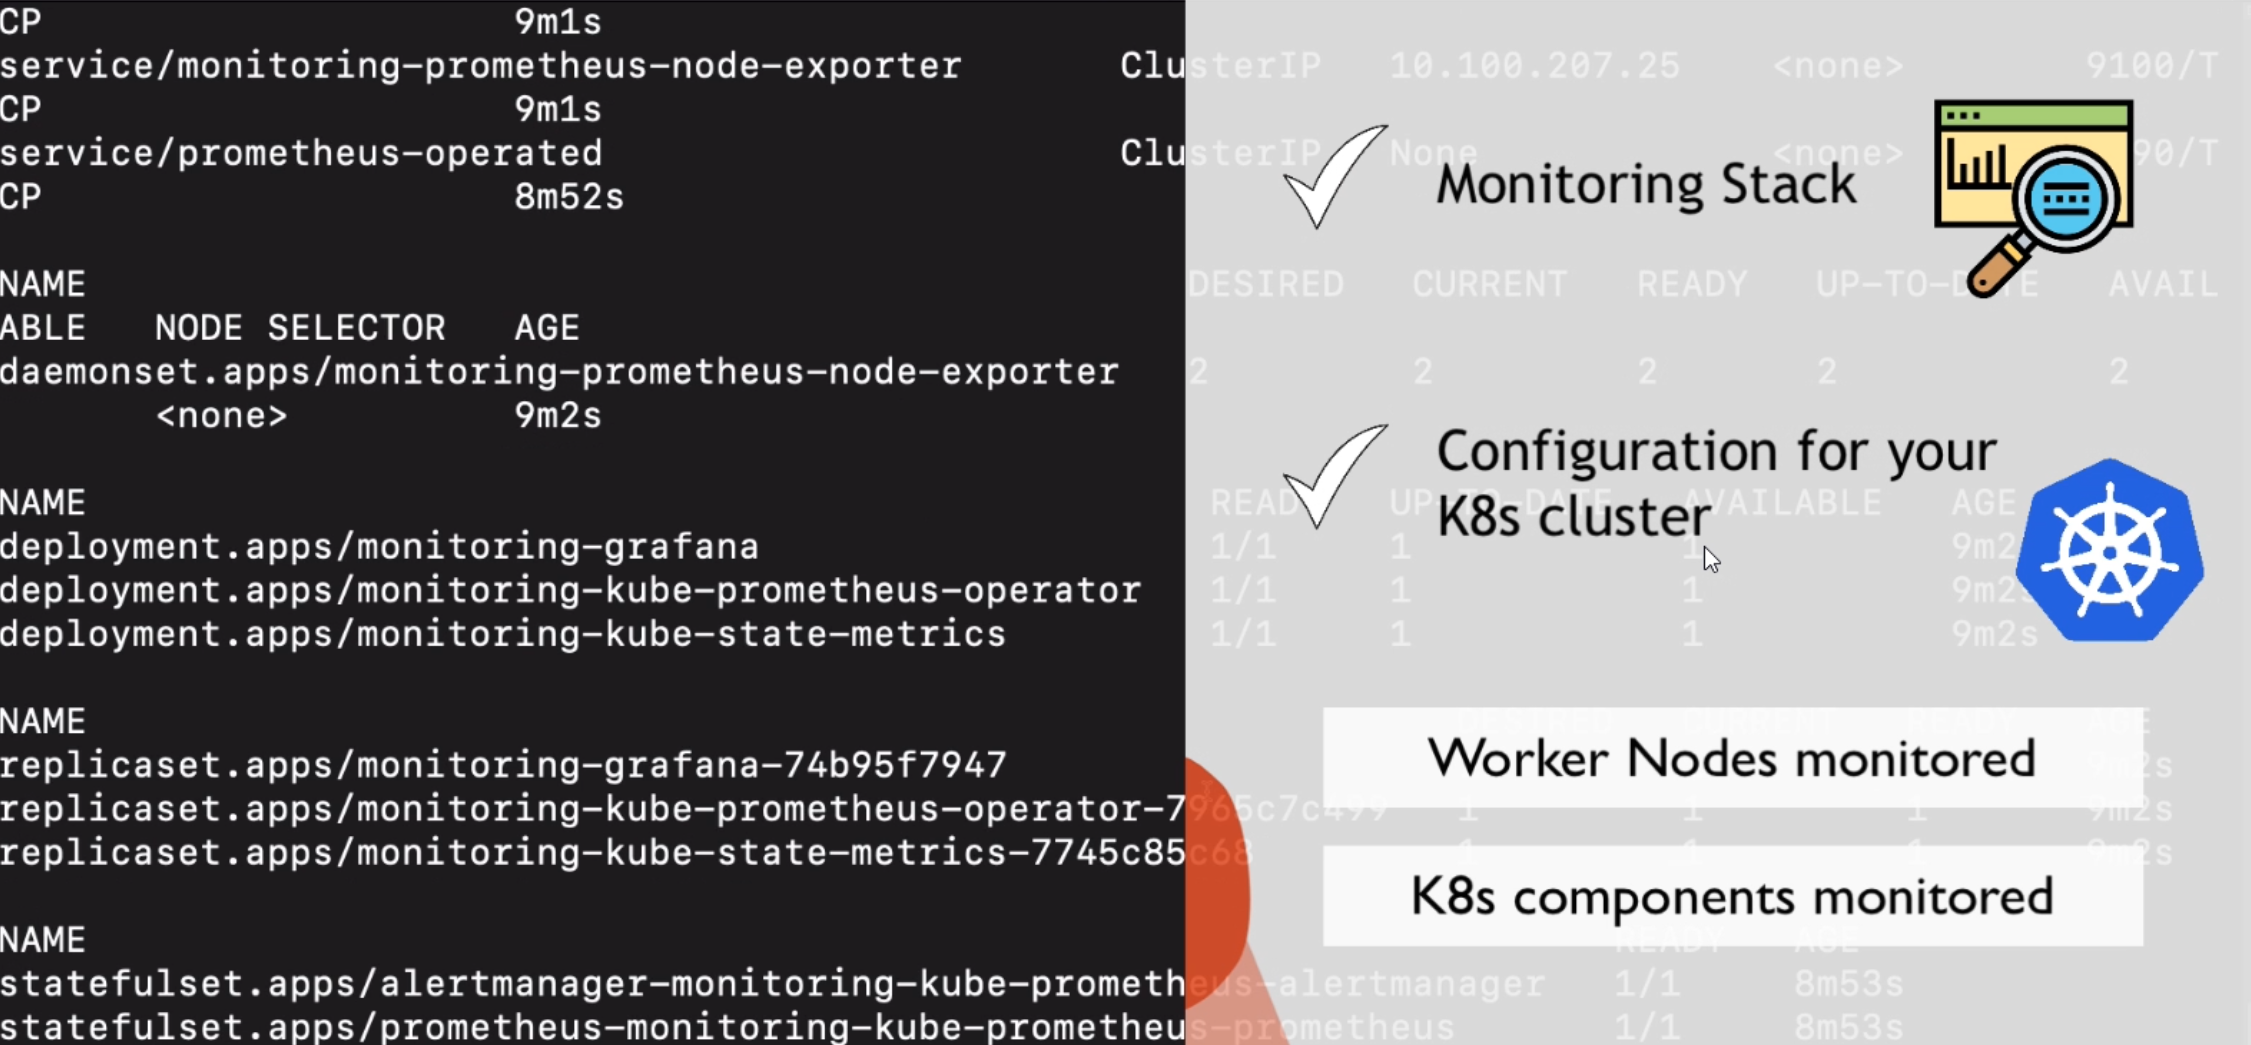 CP 9m1s
service/monitoring-prometheus-node-exporter ClusterIP 10.100.207.25 <none> 9100/T
CP 9m1s
service/prometheus-operated ClusterIP None <none> 90/T
CP 8m52s
Monitoring Stack
NAME DESIRED CURRENT READY UP-TO-DATE AVAIL
ABLE NODE SELECTOR AGE
daemonset.apps/monitoring-prometheus-node-exporter 2 2 2 2 2
<none> 9m2s
Configuration for your
K8s cluster
NAME READY UP-TO-DATE AVAILABLE AGE
deployment.apps/monitoring-grafana 1/1 1 1 9m2s
deployment.apps/monitoring-kube-prometheus-operator 1/1 1 1 9m2s
deployment.apps/monitoring-kube-state-metrics 1/1 1 1 9m2s
NAME DESIRED CURRENT READY AGE
replicaset.apps/monitoring-grafana-74b95f7947 9m2s
replicaset.apps/monitoring-kube-prometheus-operator-7965c7c499 1 1 1 9m2s
replicaset.apps/monitoring-kube-state-metrics-7745c85c68 1 1 1 9m2s
Worker Nodes monitored
K8s components monitored
NAME READY AGE
statefulset.apps/alertmanager-monitoring-kube-prometheus-alertmanager 1/1 8m53s
statefulset.apps/prometheus-monitoring-kube-prometheus-prometheus 1/1 8m53s